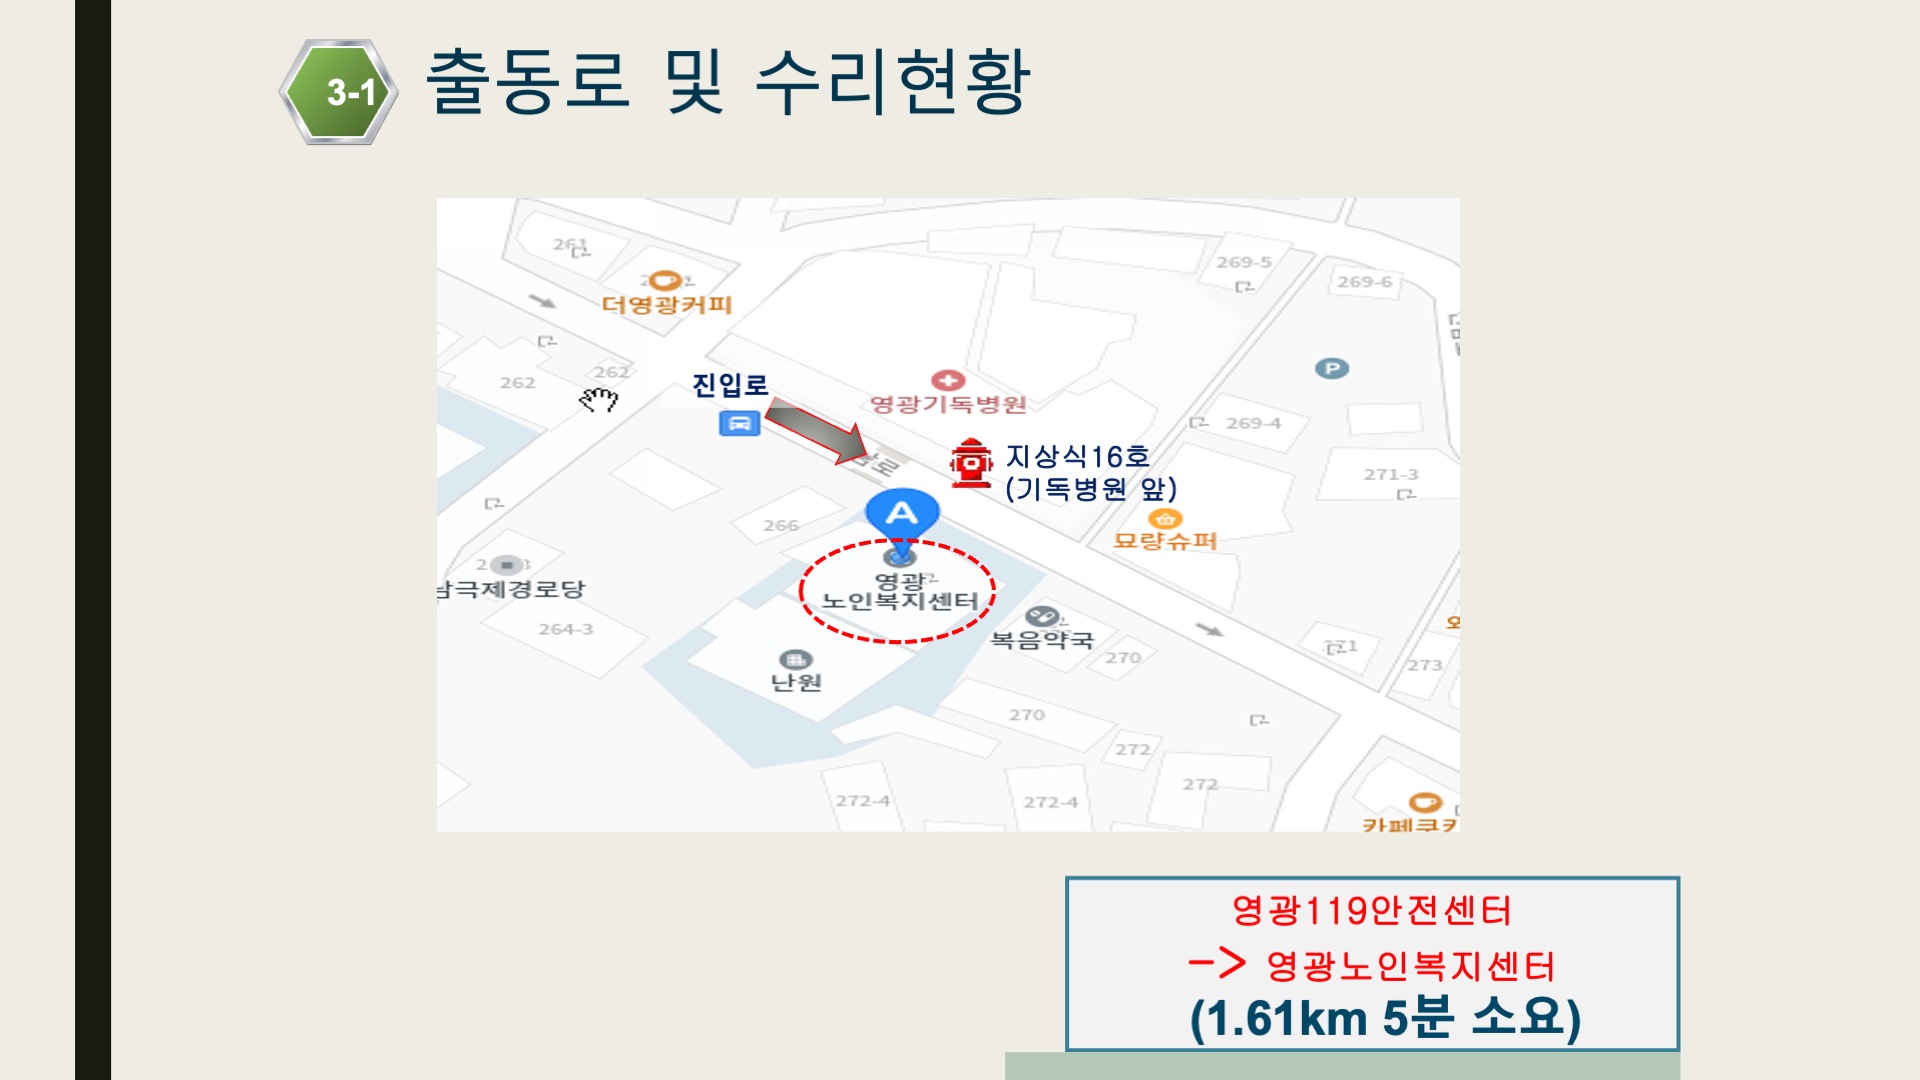 3-1
출동로 및 수리현황
261
더영광커피
269-5
269-6
262
262
진입로
P
영광기독병원
269-4
지상식16호
(기독병원 앞)
271-3
266
A
묘량슈퍼
영광
노인복지센터
남극제경로당
264-3
복음약국
270
271
273
난원
270
272
272
272-4
272-4
영광119안전센터
-> 영광노인복지센터
(1.61km 5분 소요)